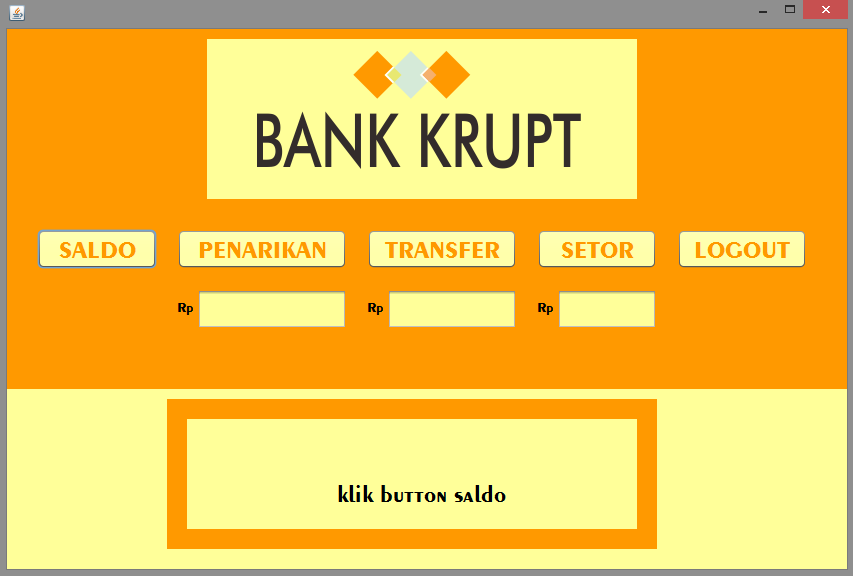 BANK KRUPT
SALDO PENARIKAN TRANSFER SETOR LOGOUT
Rp Rp Rp
klik button saldo